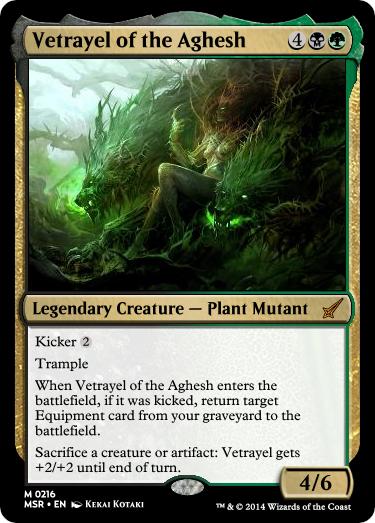 Vetrayel of the Aghesh 4
Legendary Creature — Plant Mutant
Kicker 2
Trample
When Vetrayel of the Aghesh enters the
battlefield, if it was kicked, return target
Equipment card from your graveyard to the
battlefield.
Sacrifice a creature or artifact: Vetrayel gets
+2/+2 until end of turn.
4/6
M 0216
MSR • EN Kekai Kotaki
™ & © 2014 Wizards of the Coast